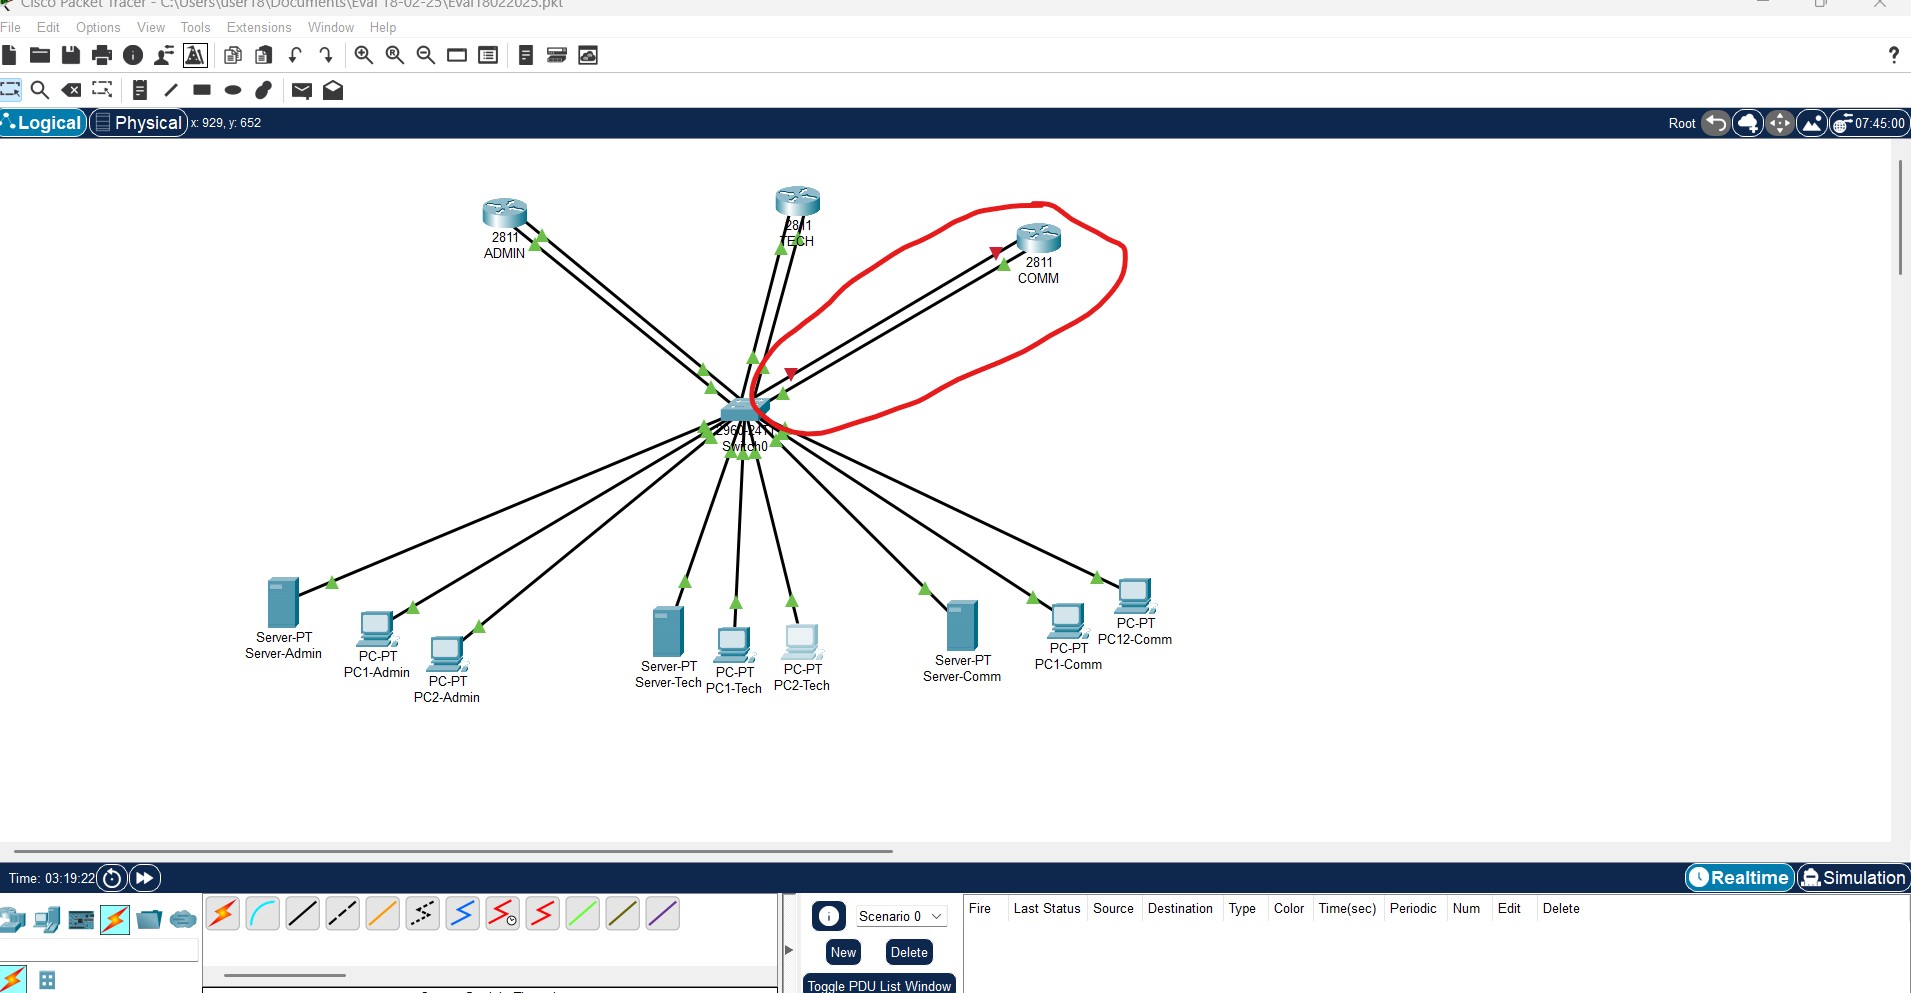 Cisco Packet Tracer - C:\Users\user18\Documents\Eval 18-02-25\Eval18022025.pkt
File Edit Options View Tools Extensions Window Help
?
Logical Physical x: 929, y: 652
Root 07:45:00
2811
ADMIN
2811
TECH
2811
COMM
2960-24TT
Switch0
Server-PT
Server-Admin
PC-PT
PC1-Admin
PC-PT
PC2-Admin
Server-PT
Server-Tech
PC-PT
PC1-Tech
PC-PT
PC2-Tech
Server-PT
Server-Comm
PC-PT
PC1-Comm
PC-PT
PC12-Comm
Time: 03:19:22
Realtime Simulation
Scenario 0
New Delete
Toggle PDU List Window
Fire Last Status Source Destination Type Color Time(sec) Periodic Num Edit Delete